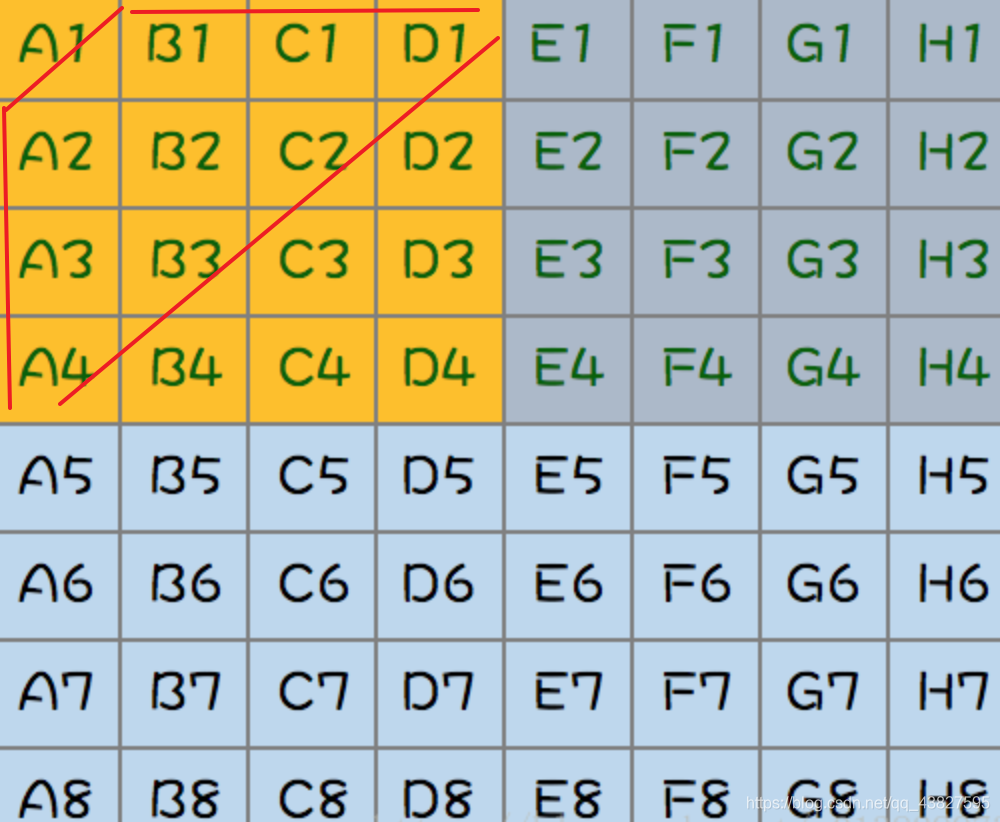 A1 B1 C1 D1 E1 F1 G1 H1
A2 B2 C2 D2 E2 F2 G2 H2
A3 B3 C3 D3 E3 F3 G3 H3
A4 B4 C4 D4 E4 F4 G4 H4
A5 B5 C5 D5 E5 F5 G5 H5
A6 B6 C6 D6 E6 F6 G6 H6
A7 B7 C7 D7 E7 F7 G7 H7
A8 B8 C8 D8 E8 F8 G8 H8
https://blog.csdn.net/qq_43827595